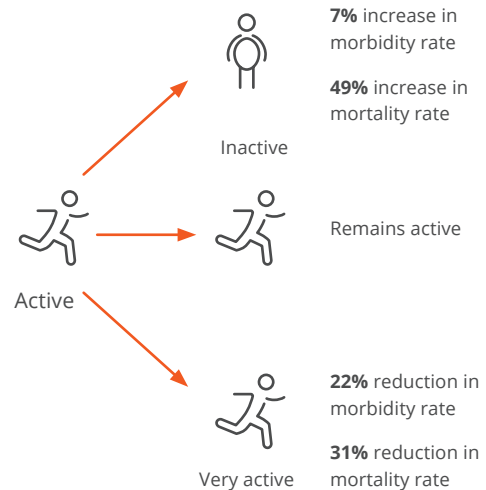 7% increase in
morbidity rate
49% increase in
mortality rate
Inactive
Remains active
Active
22% reduction in
morbidity rate
31% reduction in
mortality rate
Very active